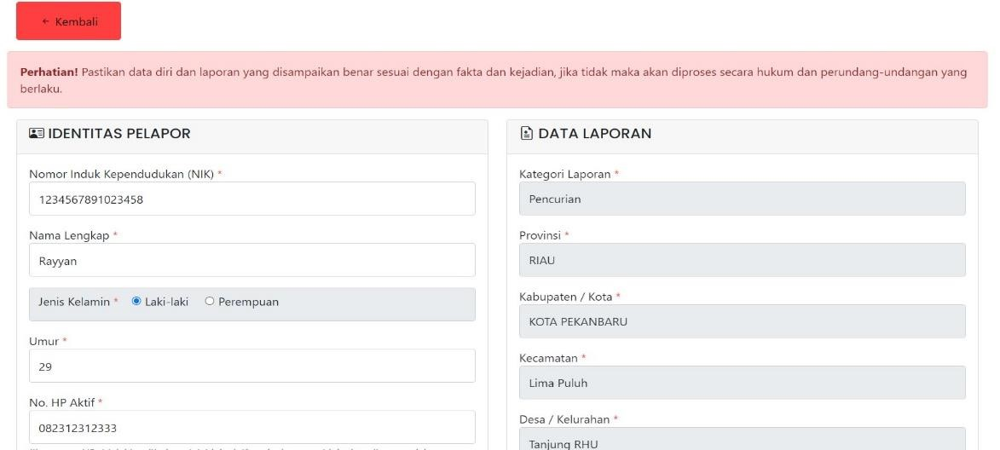 ← Kembali
Perhatian! Pastikan data diri dan laporan yang disampaikan benar sesuai dengan fakta dan kejadian, jika tidak maka akan diproses secara hukum dan perundang-undangan yang
berlaku.
IDENTITAS PELAPOR
Nomor Induk Kependudukan (NIK) *
1234567891023458
Nama Lengkap *
Rayyan
Jenis Kelamin * Laki-laki Perempuan
Umur *
29
No. HP Aktif *
082312312333
DATA LAPORAN
Kategori Laporan *
Pencurian
Provinsi *
RIAU
Kabupaten / Kota *
KOTA PEKANBARU
Kecamatan *
Lima Puluh
Desa / Kelurahan *
Tanjung RHU